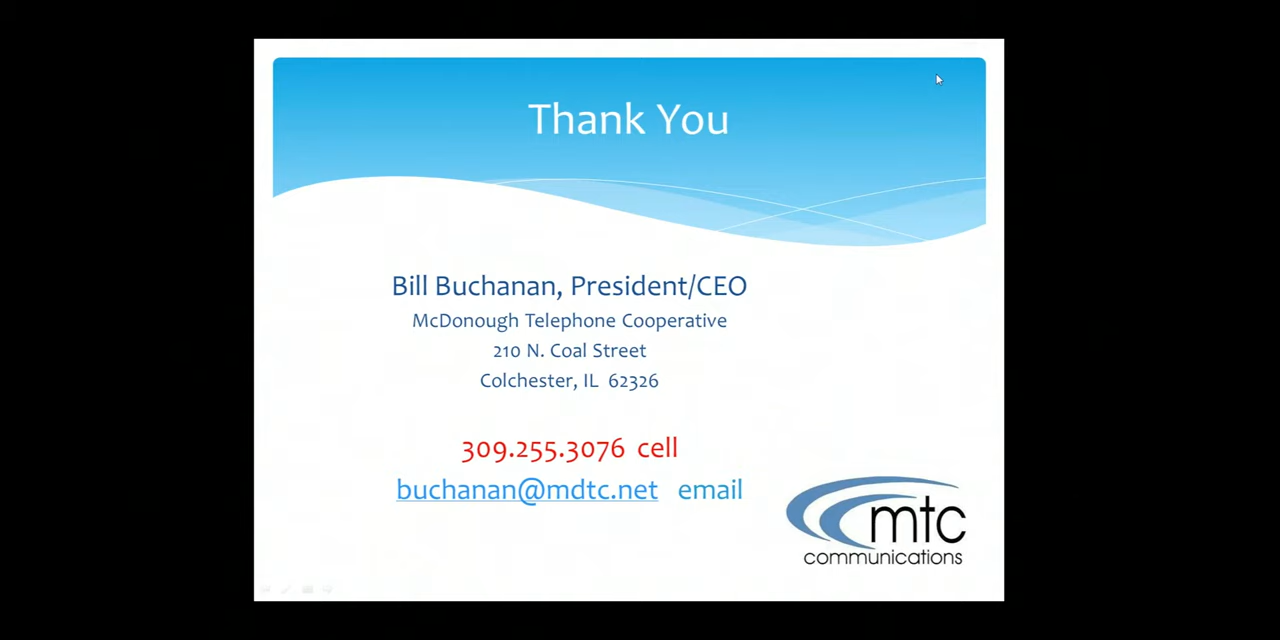 Thank You
Bill Buchanan, President/CEO
McDonough Telephone Cooperative
210 N. Coal Street
Colchester, IL 62326
309.255.3076 cell
buchanan@mdtc.net email
mtc
communications